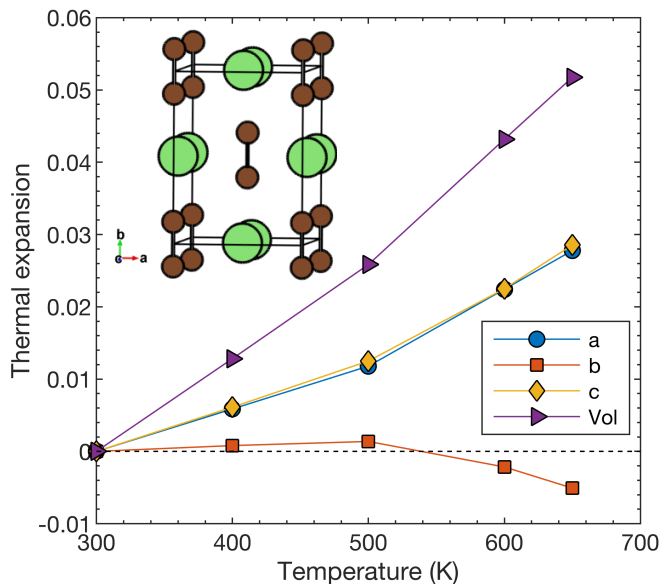 0.06
0.05
0.04
0.03
0.02
0.01
0
-0.01
Thermal expansion
300
400
500
600
700
Temperature (K)
b
c
a
a
b
c
Vol